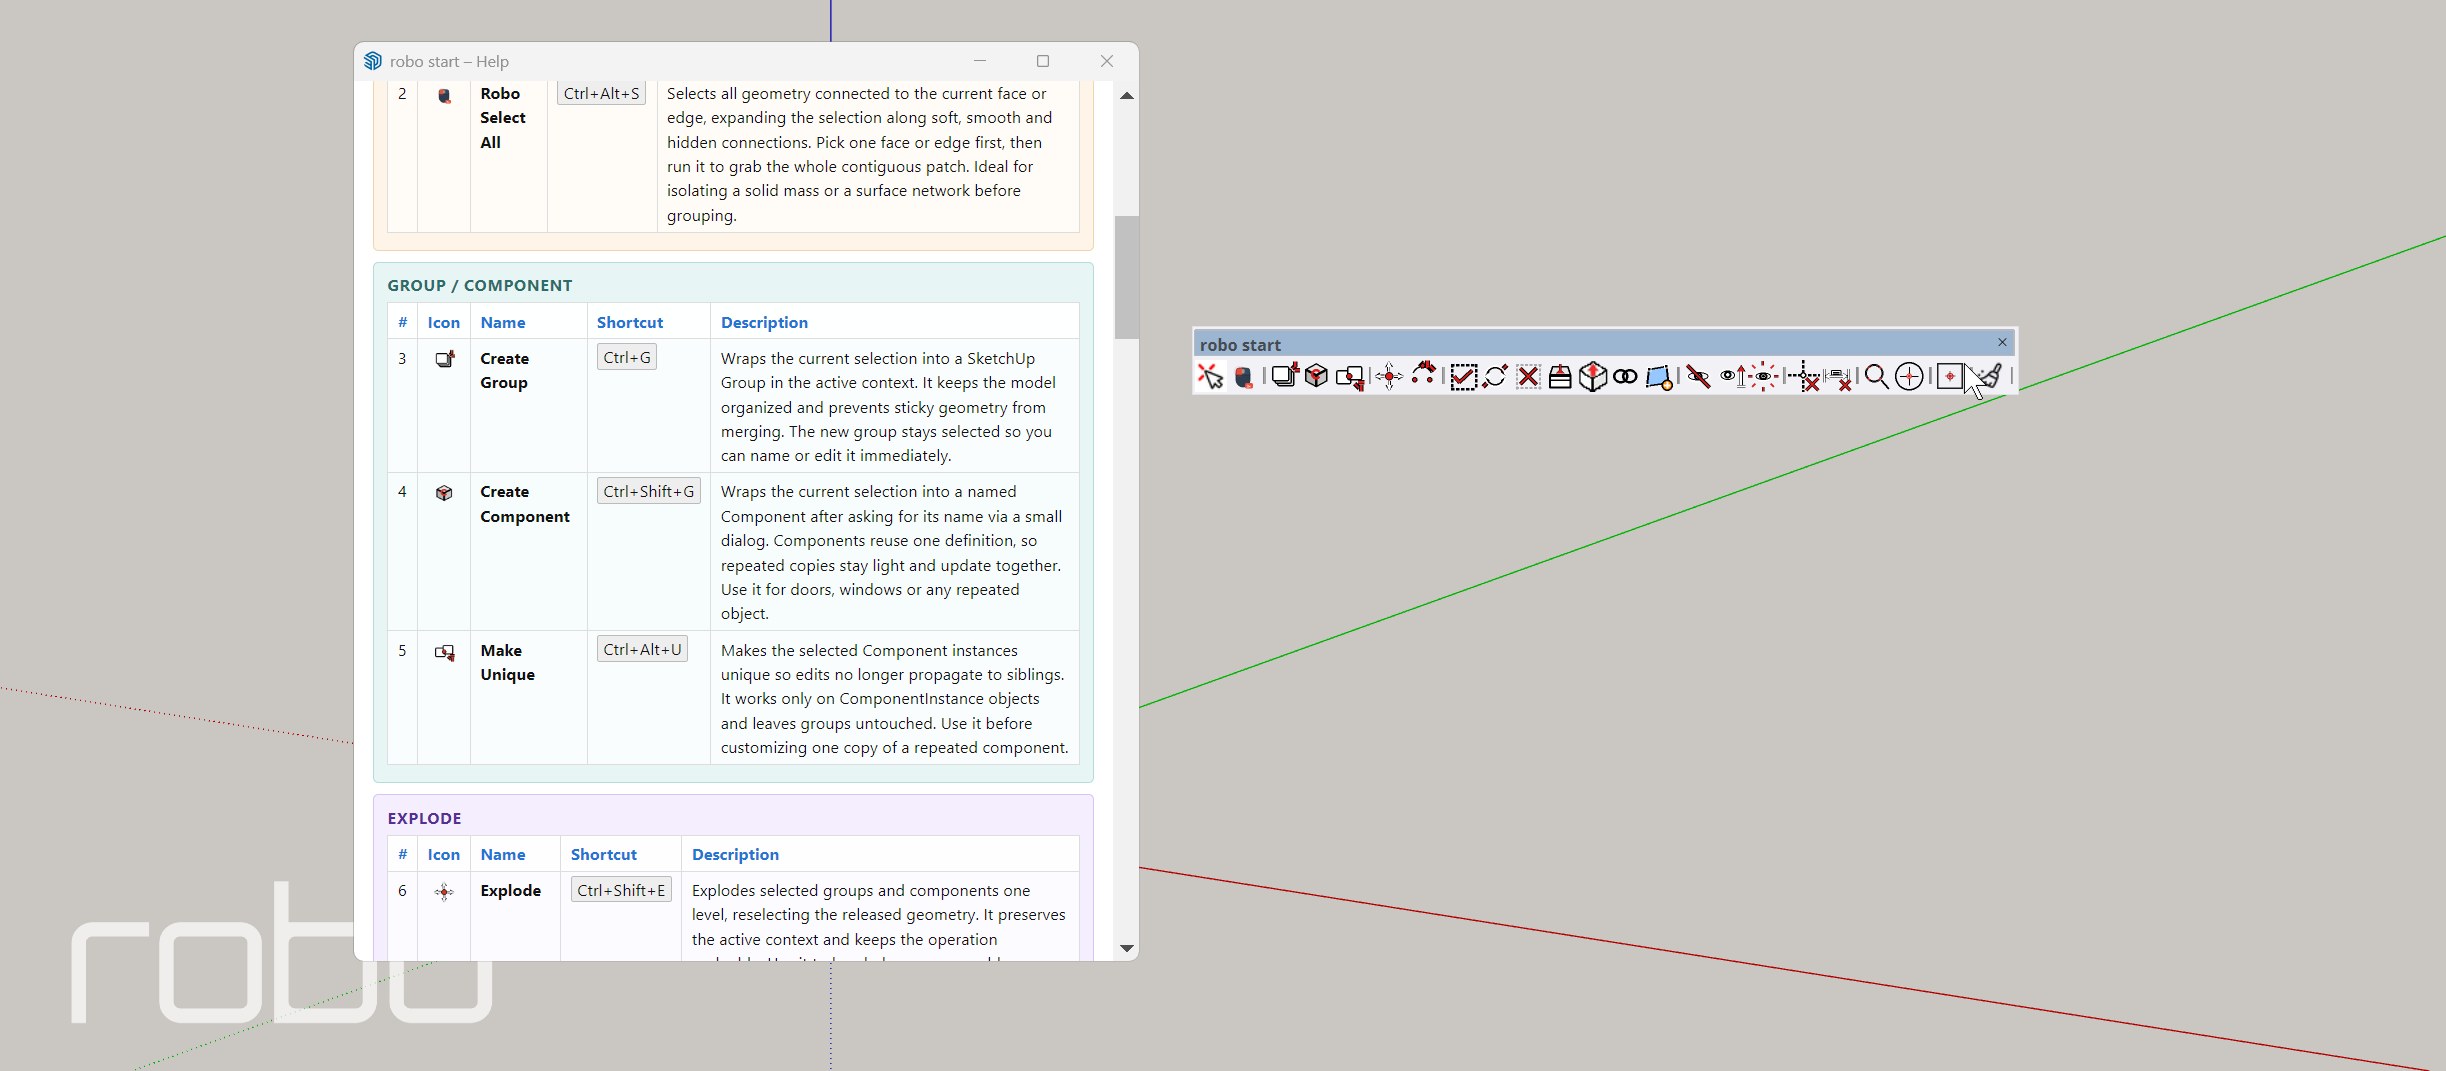 robo start – Help
2 Robo Select All Ctrl+Alt+S
Selects all geometry connected to the current face or
edge, expanding the selection along soft, smooth and
hidden connections. Pick one face or edge first, then
run it to grab the whole contiguous patch. Ideal for
isolating a solid mass or a surface network before
grouping.
GROUP / COMPONENT
# Icon Name Shortcut Description
3 Create Group Ctrl+G
Wraps the current selection into a SketchUp
Group in the active context. It keeps the model
organized and prevents sticky geometry from
merging. The new group stays selected so you
can name or edit it immediately.
4 Create Component Ctrl+Shift+G
Wraps the current selection into a named
Component after asking for its name via a small
dialog. Components reuse one definition, so
repeated copies stay light and update together.
Use it for doors, windows or any repeated
object.
5 Make Unique Ctrl+Alt+U
Makes the selected Component instances
unique so edits no longer propagate to siblings.
It works only on ComponentInstance objects
and leaves groups untouched. Use it before
customizing one copy of a repeated component.
EXPLODE
# Icon Name Shortcut Description
6 Explode Ctrl+Shift+E
Explodes selected groups and components one
level, reselecting the released geometry. It preserves
the active context and keeps the operation
robo start
robo